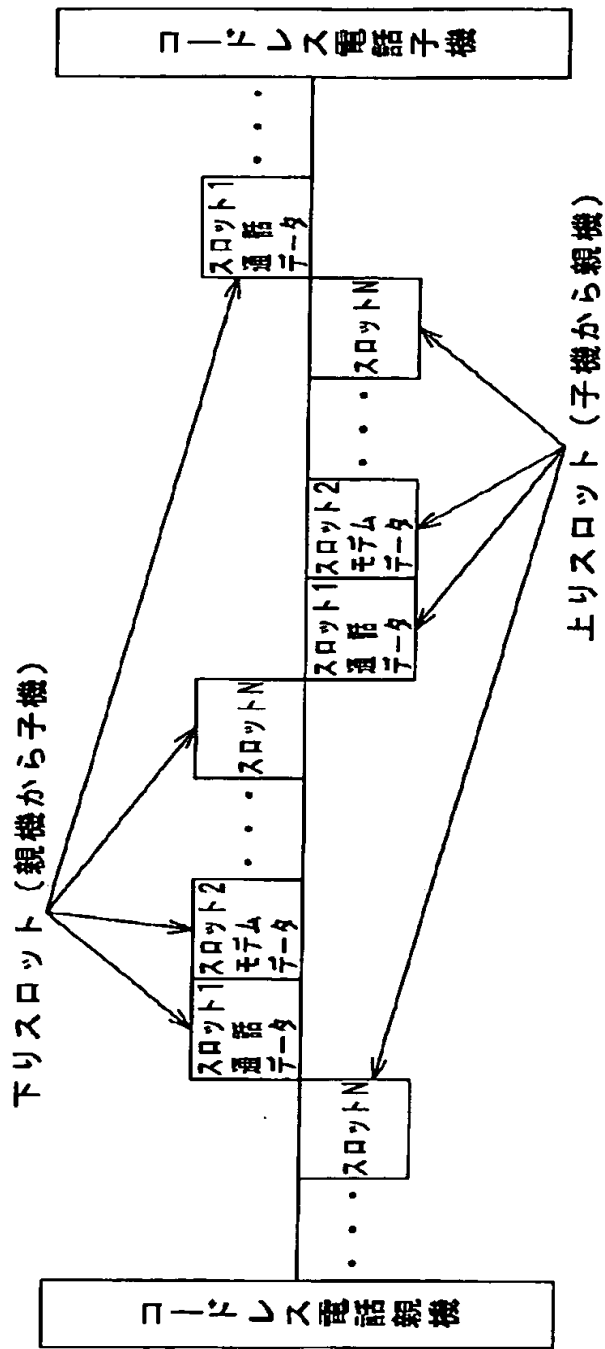 下りスロット（親機から子機）
コードレス電話親機
・・・
スロットN
スロット1
通話
データ
スロット2
モデム
データ
・・・
スロットN
スロット1
通話
データ
スロット2
モデム
データ
・・・
スロットN
スロット1
通話
データ
・・・
コードレス電話子機
上りスロット（子機から親機）